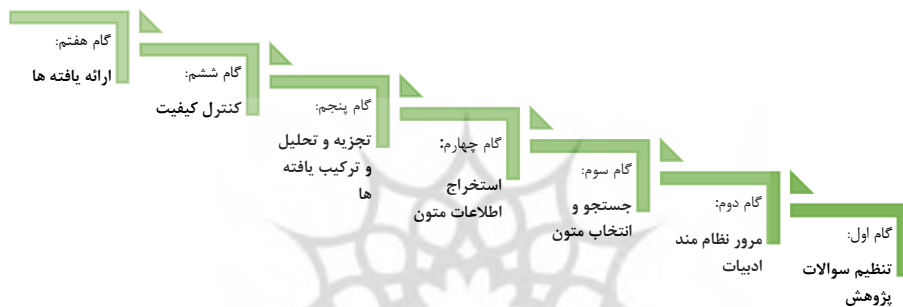 گام اول:
تنظیم سوالات
پژوهش
گام دوم:
مرور نظام مند
ادبیات
گام سوم:
جستجو و
انتخاب متون
گام چهارم:
استخراج
اطلاعات متون
گام پنجم:
تجزیه و تحلیل
و ترکیب یافته
ها
گام ششم:
کنترل کیفیت
گام هفتم:
ارائه یافته ها